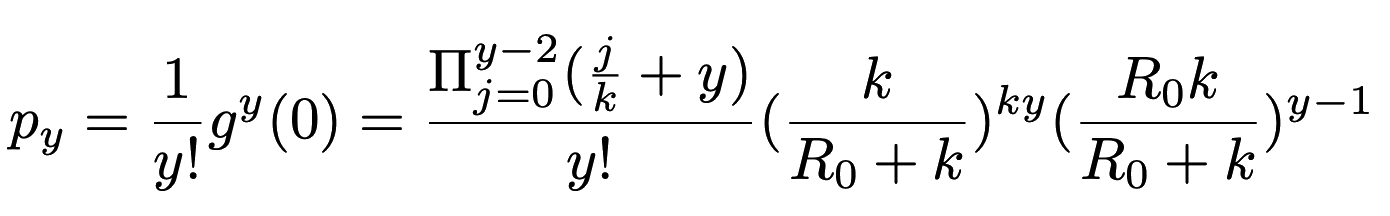 $p_y = \frac{1}{y!} g^y(0) = \frac{\Pi_{j=0}^{y-2}(\frac{j}{k} + y)}{y!} (\frac{k}{R_0 + k})^{ky} (\frac{R_0 k}{R_0 + k})^{y-1}$